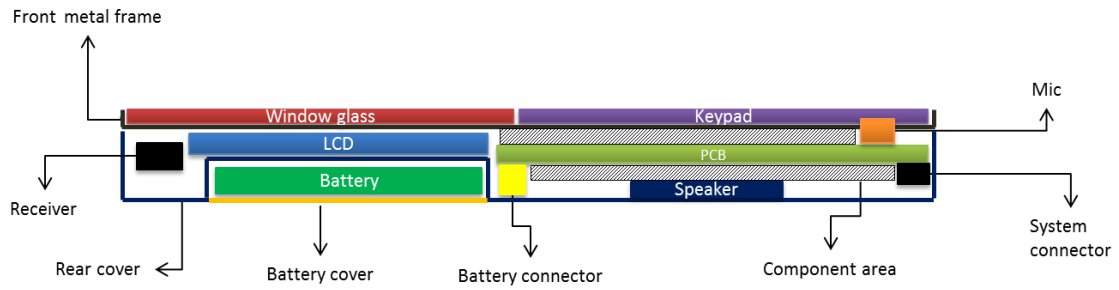 Front metal frame
Mic
Window glass
Keypad
LCD
PCB
Battery
Speaker
Receiver
System
connector
Rear cover
Battery cover
Battery connector
Component area